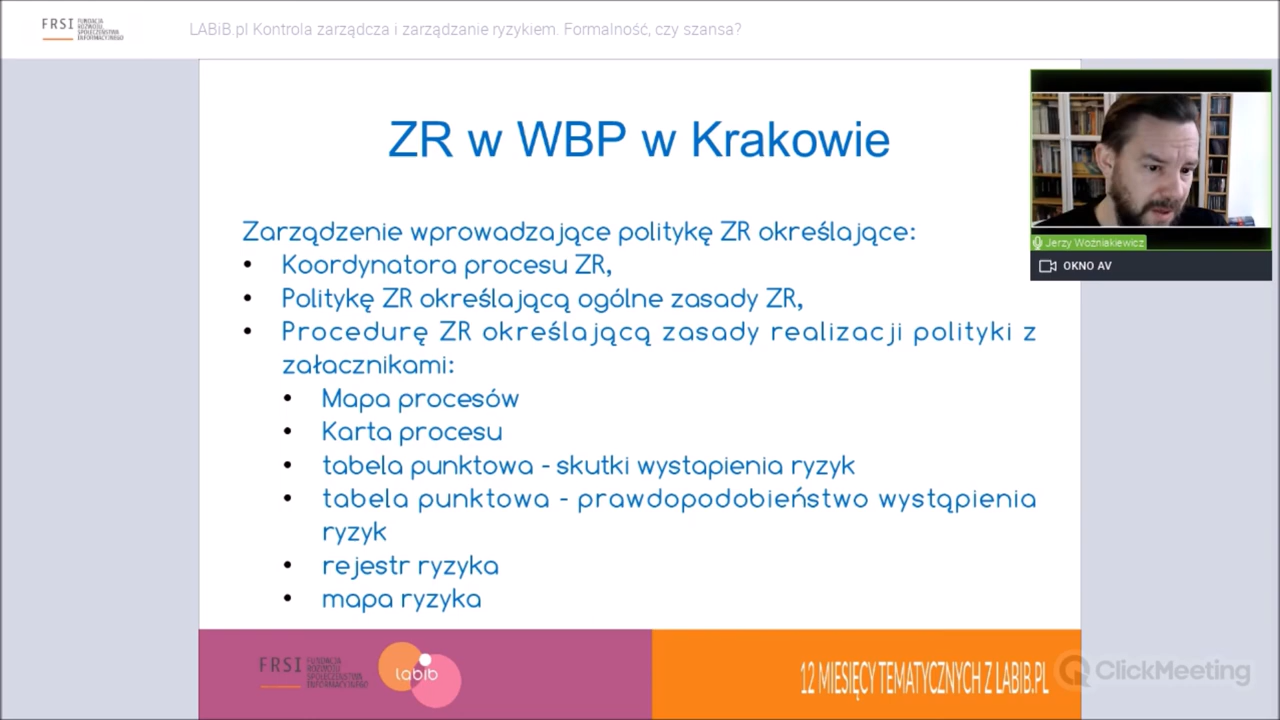 FRSI FUNDACJA
ROZWOJU
SPOŁECZEŃSTWA
INFORMACYJNEGO
LABiB.pl Kontrola zarządcza i zarządzanie ryzykiem. Formalność, czy szansa?
ZR w WBP w Krakowie
Jerzy Woźniakiewicz
OKNO AV
Zarządzenie wprowadzające politykę ZR określające:
• Koordynatora procesu ZR,
• Politykę ZR określającą ogólne zasady ZR,
• Procedurę ZR określającą zasady realizacji polityki z
załacznikami:
• Mapa procesów
• Karta procesu
• tabela punktowa - skutki wystapienia ryzyk
• tabela punktowa - prawdopodobieństwo wystąpienia
ryzyk
• rejestr ryzyka
• mapa ryzyka
FRSI FUNDACJA
ROZWOJU
SPOŁECZEŃSTWA
INFORMACYJNEGO
labib
12 MIESIĘCY TEMATYCZNYCH Z LABIB.PL
ClickMeeting